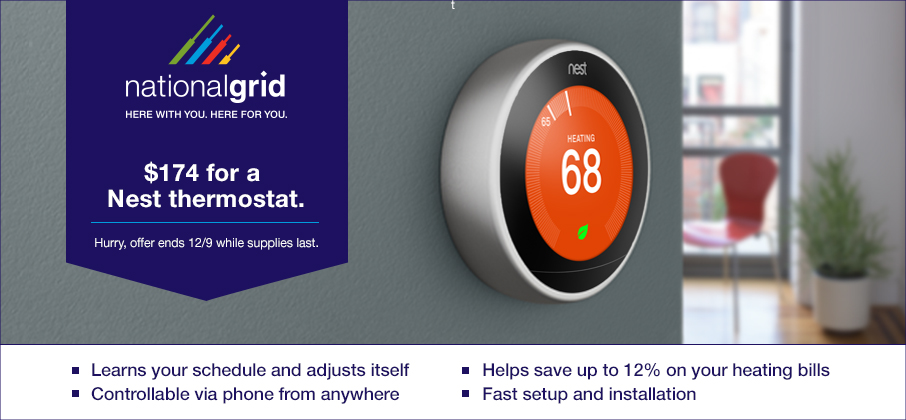 t
nationalgrid
HERE WITH YOU. HERE FOR YOU.
$174 for a
Nest thermostat.
Hurry, offer ends 12/9 while supplies last.
nest
65
HEATING
68
Learns your schedule and adjusts itself
Controllable via phone from anywhere
Helps save up to 12% on your heating bills
Fast setup and installation